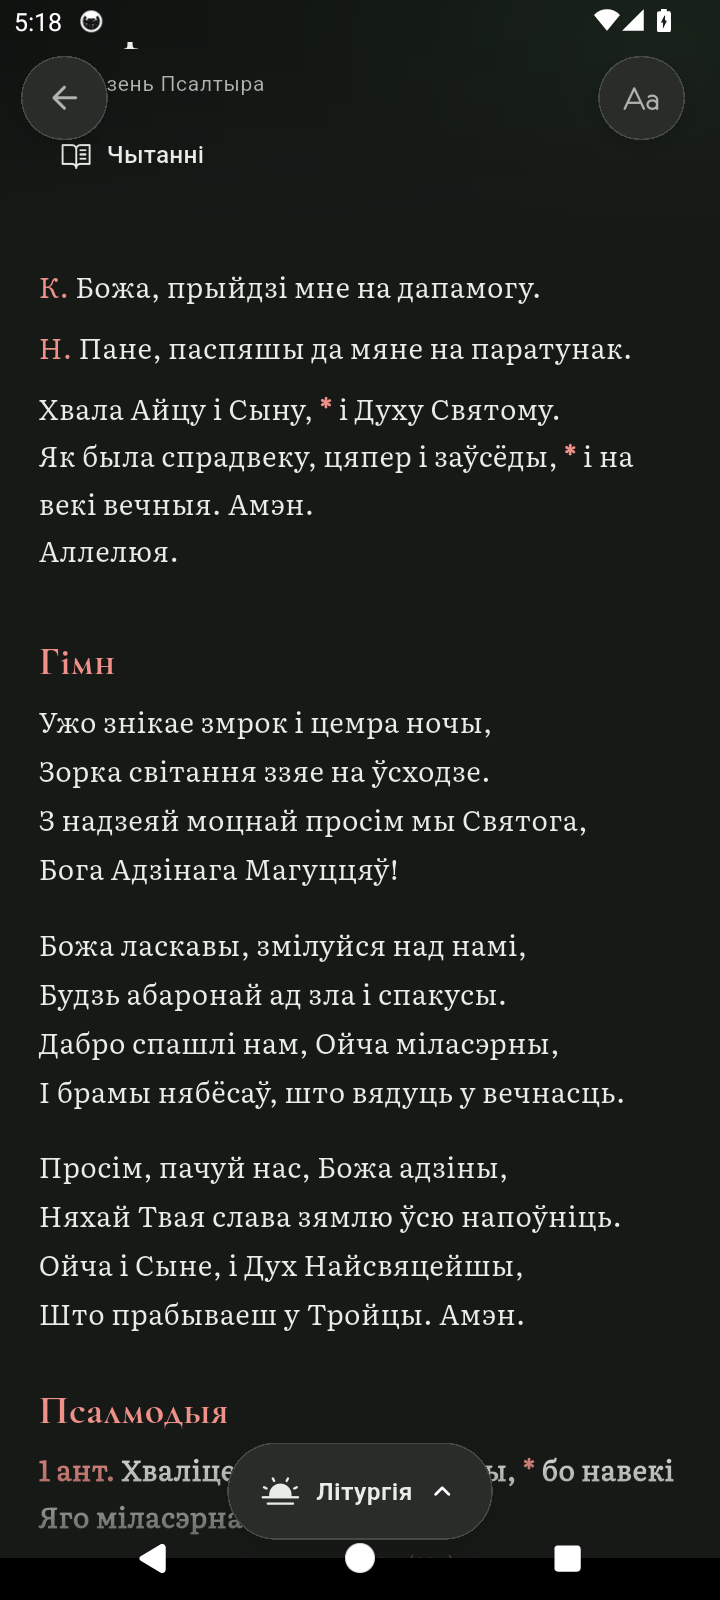 5:18
зень Псалтыра
Aa
Чытанні
К. Божа, прыйдзі мне на дапамогу.
Н. Пане, паспяшы да мяне на паратунак.
Хвала Айцу і Сыну, * і Духу Святому.
Як была спрадвеку, цяпер і заўсёды, * і на
векі вечныя. Амэн.
Аллелюя.
Гімн
Ужо знікае змрок і цемра ночы,
Зорка світання ззяе на ўсходзе.
З надзеяй моцнай просім мы Святога,
Бога Адзінага Магуццяў!
Божа ласкавы, змілуйся над намі,
Будзь абаронай ад зла і спакусы.
Дабро спашлі нам, Ойча міласэрны,
І брамы нябёсаў, што вядуць у вечнасць.
Просім, пачуй нас, Божа адзіны,
Няхай Твая слава зямлю ўсю напоўніць.
Ойча і Сыне, і Дух Найсвяцейшы,
Што прабываеш у Тройцы. Амэн.
Псалмодыя
1 ант. Хваліце ы, * бо навекі
Яго міласэрна
Літургія